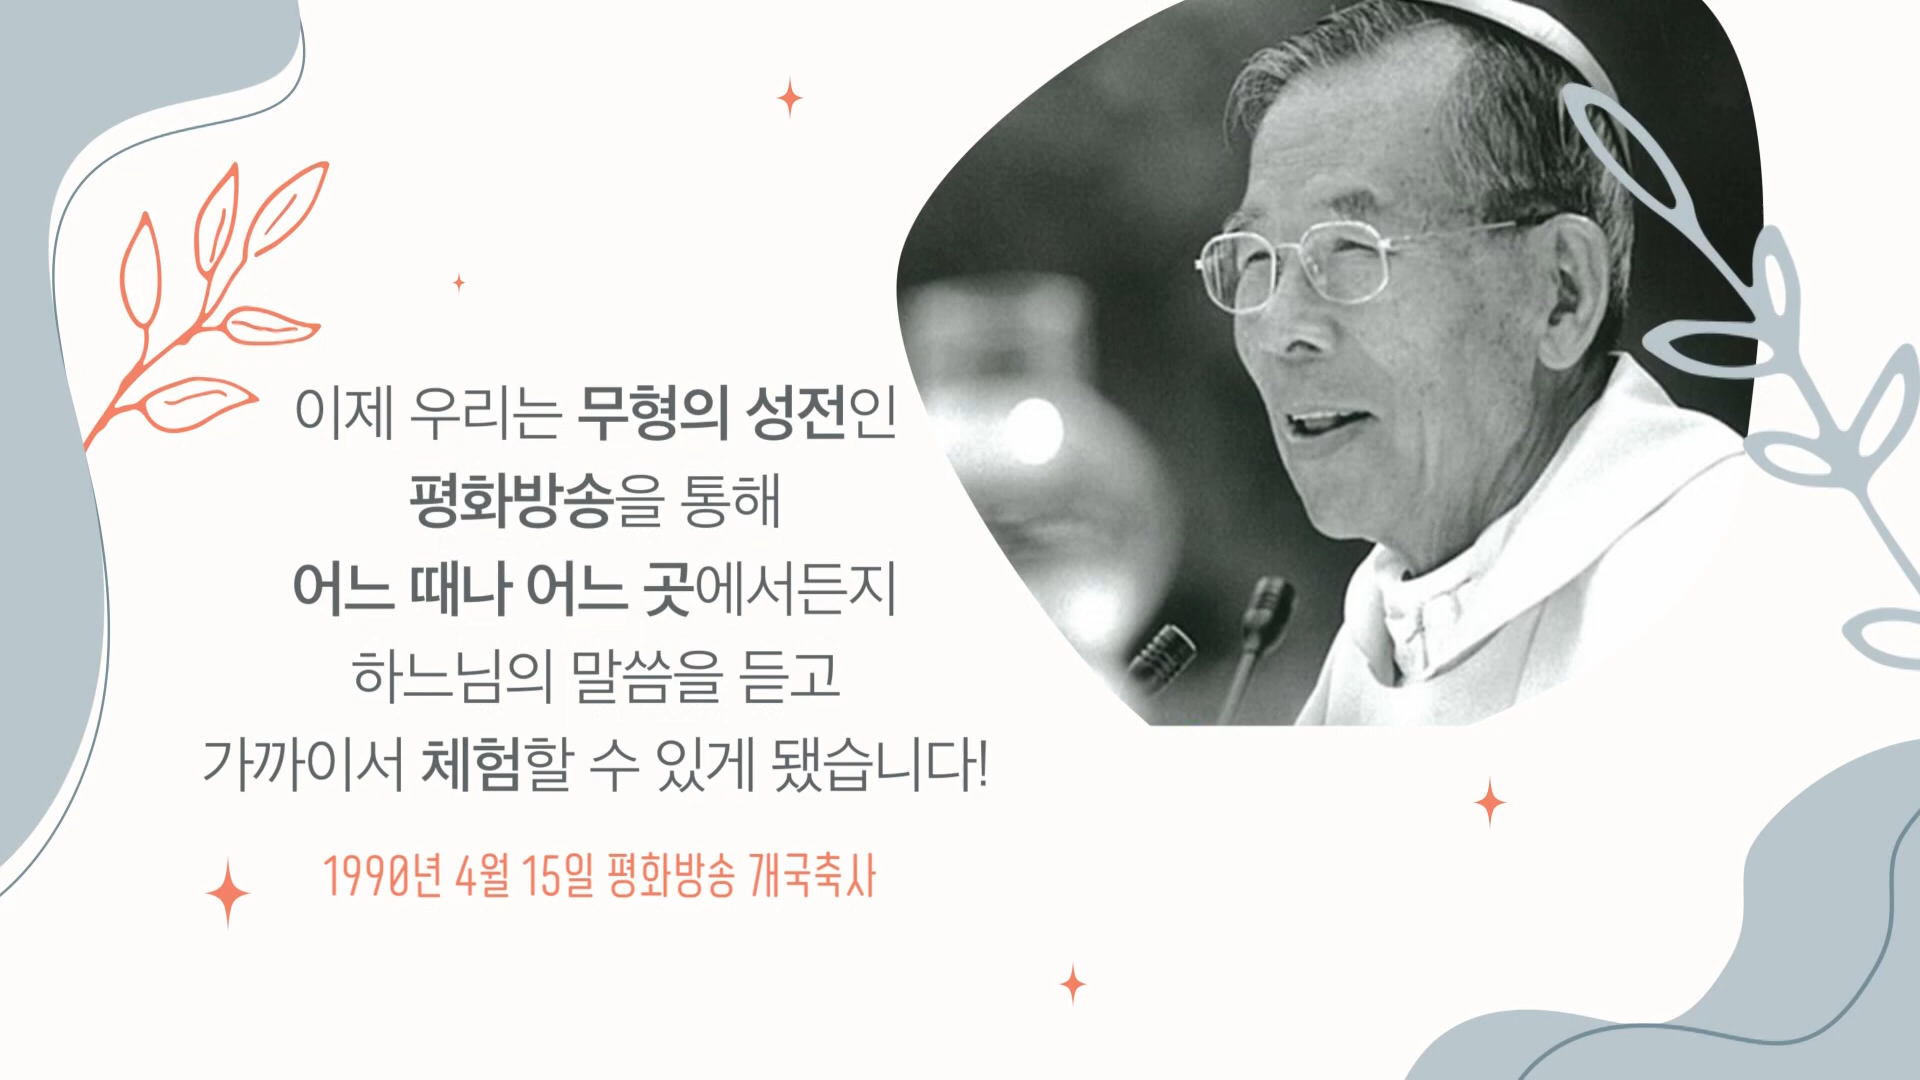 이제 우리는 무형의 성전인
평화방송을 통해
어느 때나 어느 곳에서든지
하느님의 말씀을 듣고
가까이서 체험할 수 있게 됐습니다!
1990년 4월 15일 평화방송 개국축사